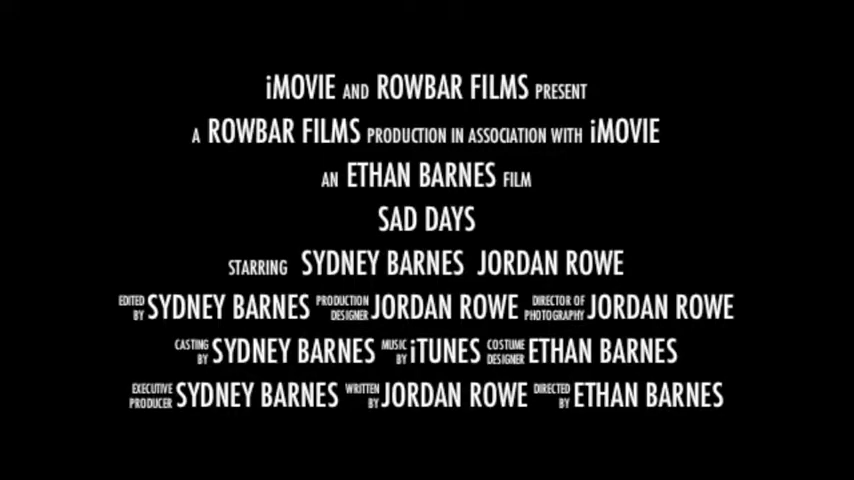 iMOVIE AND ROWBAR FILMS PRESENT
A ROWBAR FILMS PRODUCTION IN ASSOCIATION WITH iMOVIE
AN ETHAN BARNES FILM
SAD DAYS
STARRING SYDNEY BARNES JORDAN ROWE
EDITED BY SYDNEY BARNES PRODUCTION DESIGNER JORDAN ROWE DIRECTOR OF PHOTOGRAPHY JORDAN ROWE
CASTING BY SYDNEY BARNES MUSIC BY iTUNES COSTUME DESIGNER ETHAN BARNES
EXECUTIVE PRODUCER SYDNEY BARNES WRITTEN BY JORDAN ROWE DIRECTED BY ETHAN BARNES